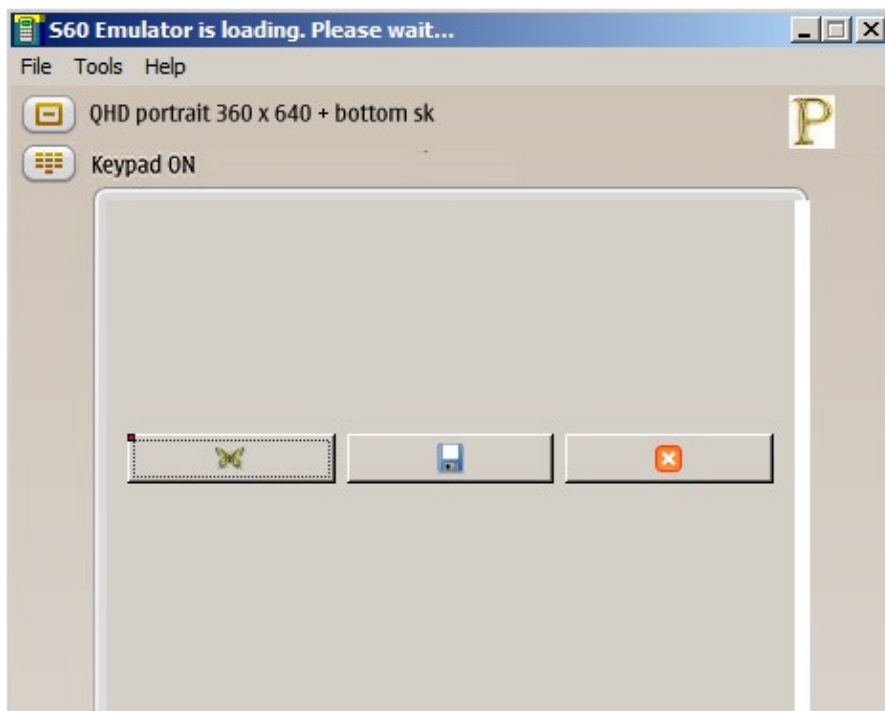 S60 Emulator is loading. Please wait...
File Tools Help
QHD portrait 360 x 640 + bottom sk
P
Keypad ON